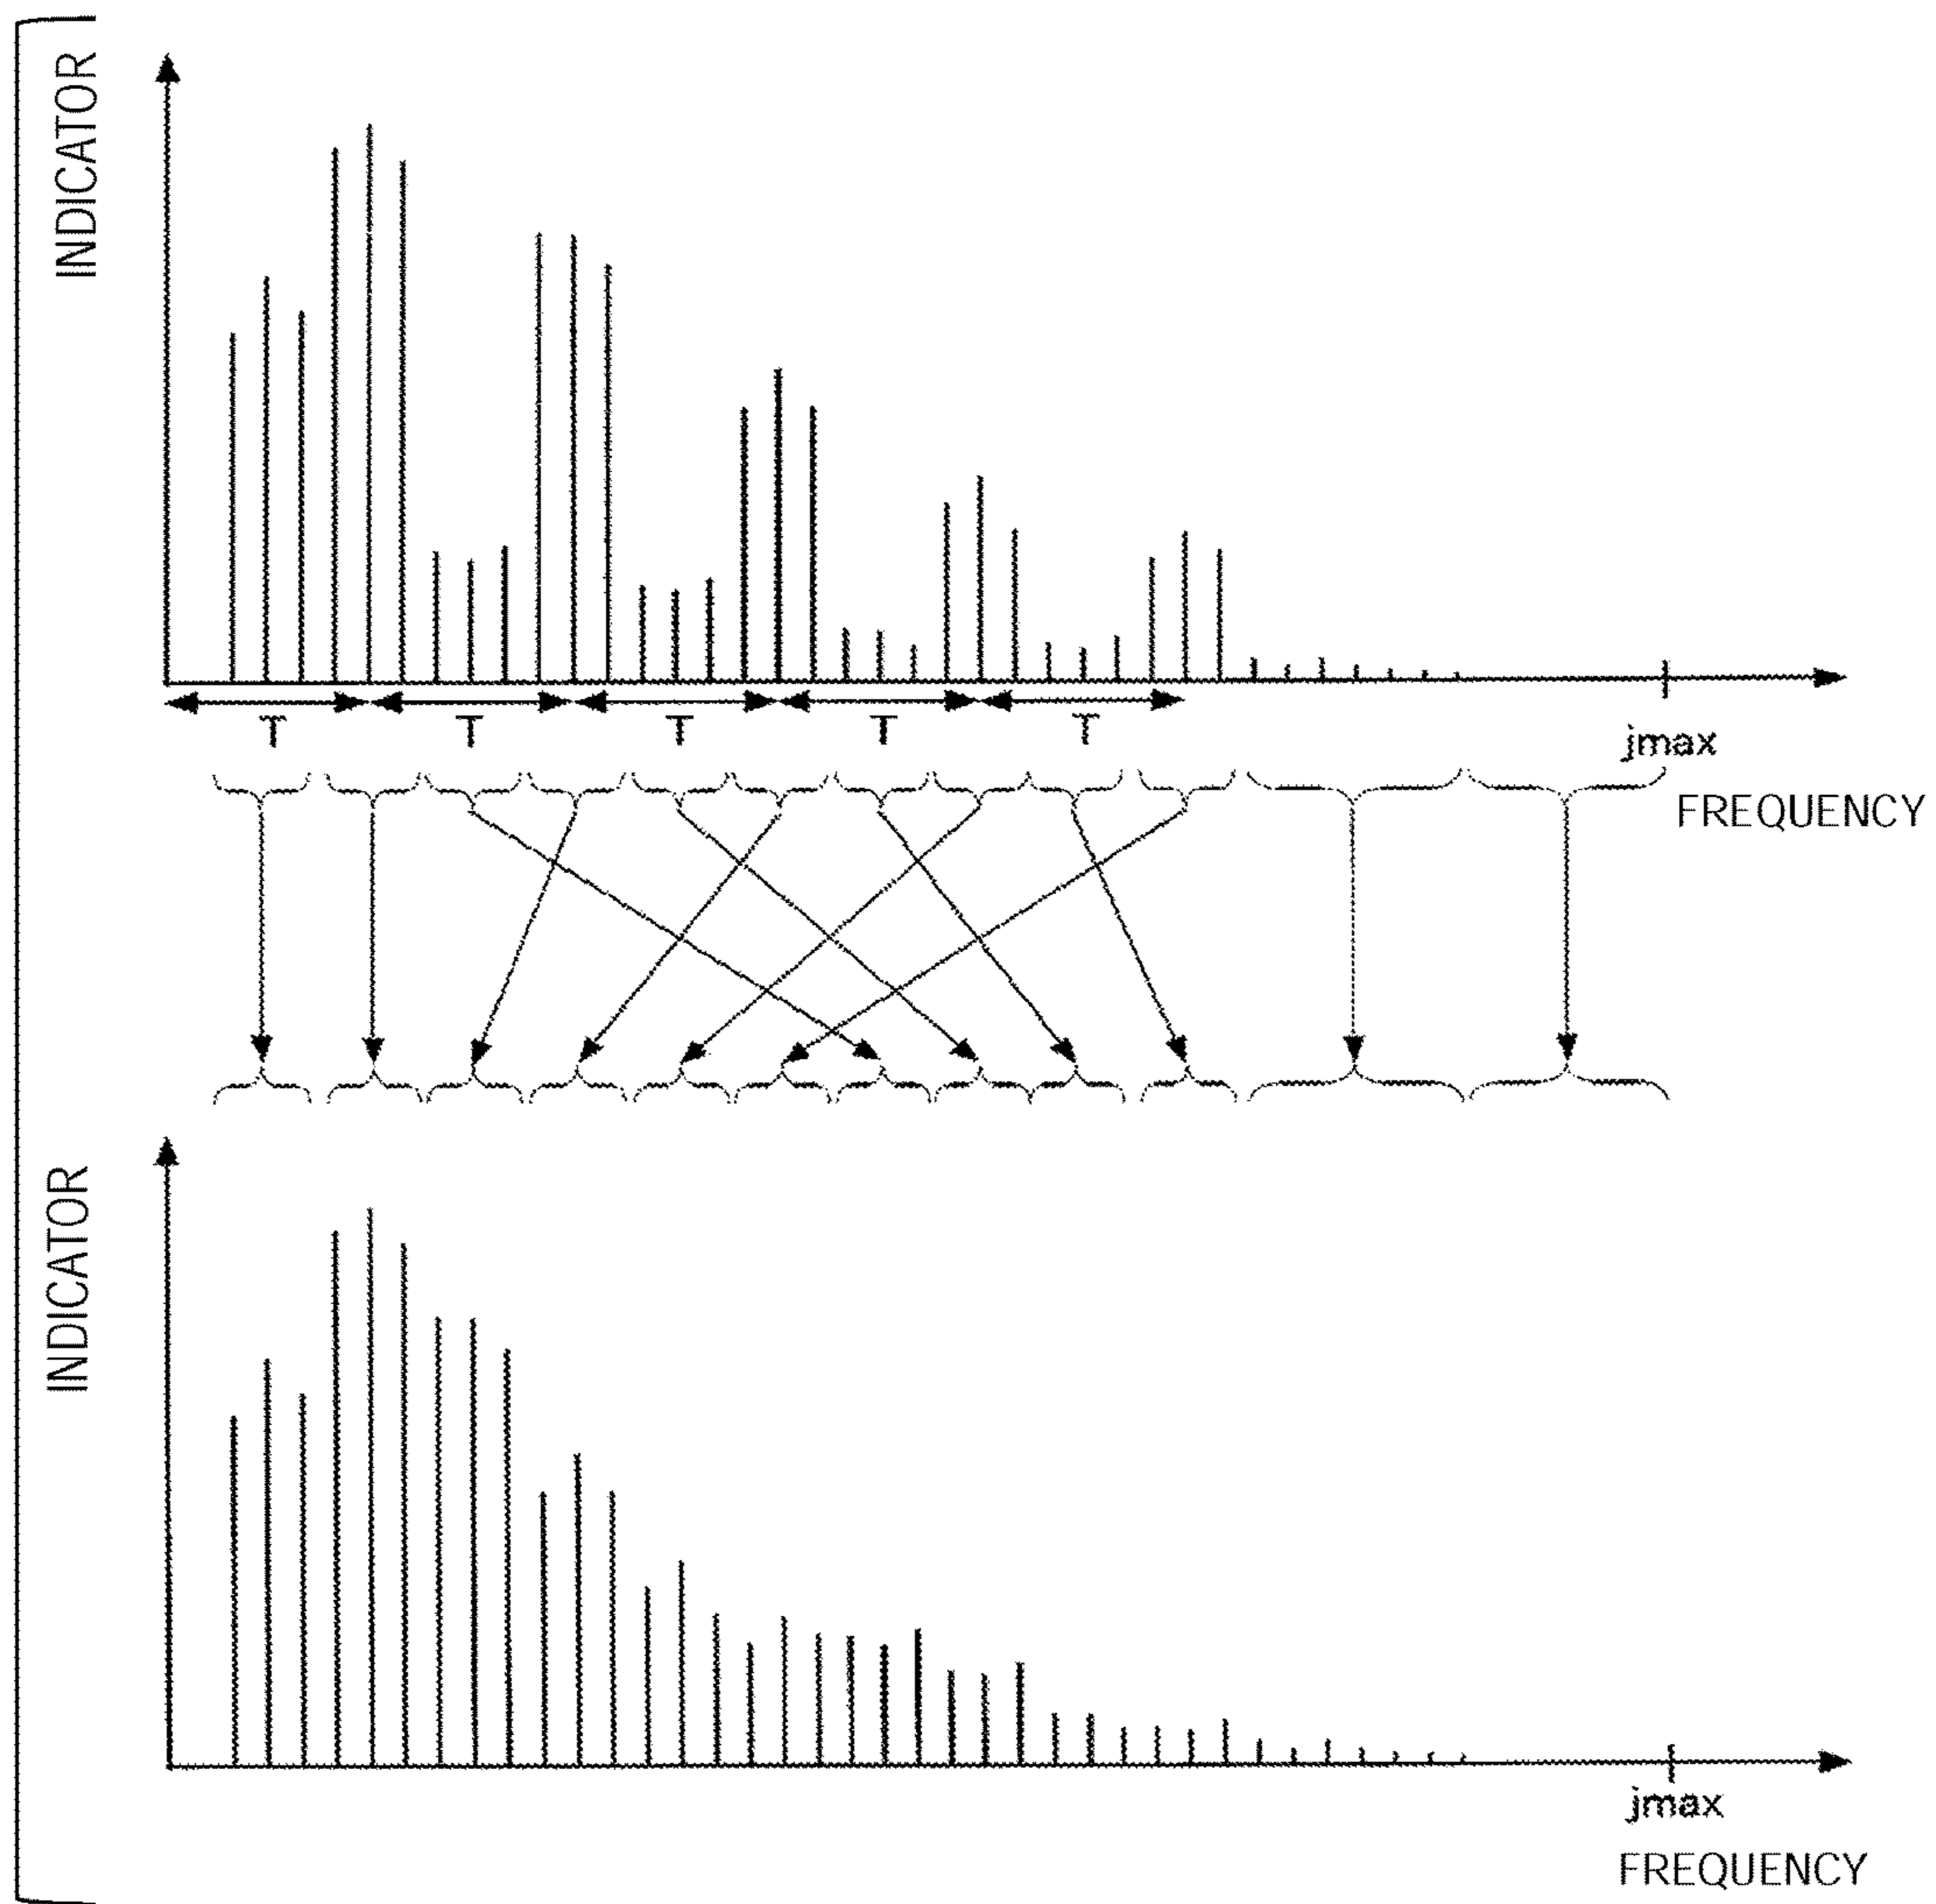 INDICATOR
T T T T T
jmax
FREQUENCY
INDICATOR
jmax
FREQUENCY